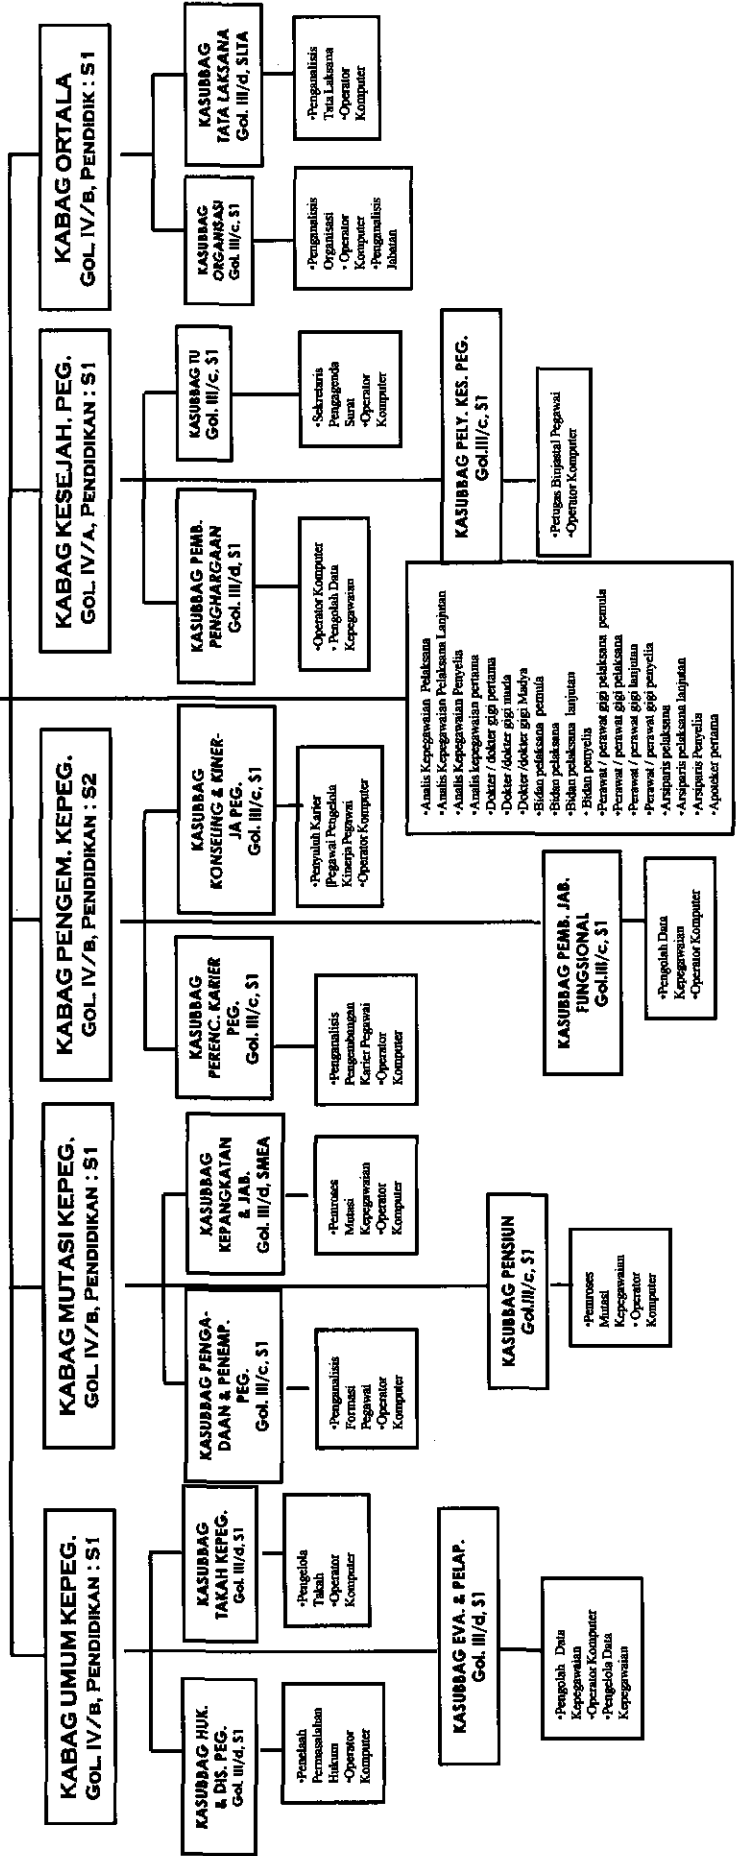 KABAG UMUM KEPEG.
GOL. IV/B, PENDIDIKAN : S1
KASUBBAG HUK.
& DIS. PEG.
Gol. III/d, S1
•Penelaah
Permasalahan
Hukum
•Operator
Komputer
KASUBBAG
TAKAH KEPEG.
Gol. III/d, S1
•Pengelola
Takah
•Operator
Komputer
KASUBBAG EVA. & PELAP.
Gol. III/d, S1
•Pengolah Data
Kepegawaian
•Operator Komputer
•Pengelola Data
Kepegawaian
KABAG MUTASI KEPEG.
GOL. IV/B, PENDIDIKAN : S1
KASUBBAG PENGA-
DAAN & PENEMP.
PEG.
Gol. III/c, S1
•Penganalisis
Formasi
Pegawai
•Operator
Komputer
KASUBBAG
KEPANGKATAN
& JAB.
Gol. III/d, SMEA
•Pemroses
Mutasi
Kepegawaian
•Operator
Komputer
KASUBBAG PENSIUN
Gol.III/c, S1
•Pemroses
Mutasi
Kepegawaian
• Operator
Komputer
KABAG PENGEM. KEPEG.
GOL. IV/B, PENDIDIKAN : S2
KASUBBAG
PERENC. KARIER
PEG.
Gol. III/c, S1
•Penganalisis
Pengembangan
Karier Pegawai
•Operator
Komputer
KASUBBAG
KONSELING & KINER-
JA PEG.
Gol. III/c, S1
•Penyuluh Karier
|Pegawai Pengelola
Kinerja Pegawai
•Operator Komputer
KASUBBAG PEMB. JAB.
FUNGSIONAL
Gol.III/c, S1
•Pengolah Data
Kepegawaian
•Operator Komputer
•Analis Kepegawaian Pelaksana
•Analis Kepegawaian Pelaksana Lanjutan
•Analis Kepegawaian Penyelis
•Analis kepegawaian pertama
•Dokter / dokter gigi pertama
•Dokter /dokter gigi muda
•Dokter /dokter gigi Madya
•Bidan pelaksana pemula
•Bidan pelaksana
•Bidan pelaksana lanjutan
• Bidan penyelis
•Perawat / perawat gigi pelaksana pemula
•Perawat / perawat gigi pelaksana
•Perawat / perawat gigi lanjutan
•Perawat / perawat gigi penyelia
•Arsiparis pelaksana
•Arsiparis pelaksana lanjutan
•Arsiparis Penyelia
•Apoteker pertama
KABAG KESEJAH. PEG.
GOL. IV/A, PENDIDIKAN : S1
KASUBBAG PEMB.
PENGHARGAAN
Gol. III/d, S1
•Operator Komputer
• Pengolah Data
Kepegawaian
KASUBBAG TU
Gol. III/c, S1
•Sekretaris
Pengagenda
Surat
•Operator
Komputer
KASUBBAG PELY. KES. PEG.
Gol.III/c, S1
•Petugas Binjastal Pegawai
•Operator Komputer
KABAG ORTALA
GOL. IV/B, PENDIDIK : S1
KASUBBAG
ORGANISASI
Gol. III/c, S1
•Penganalisis
Organisasi
• Operator
Komputer
•Penganalisis
Jabatan
KASUBBAG
TATA LAKSANA
Gol. III/d, SLTA
•Penganalisis
Tata Laksana
•Operator
Komputer